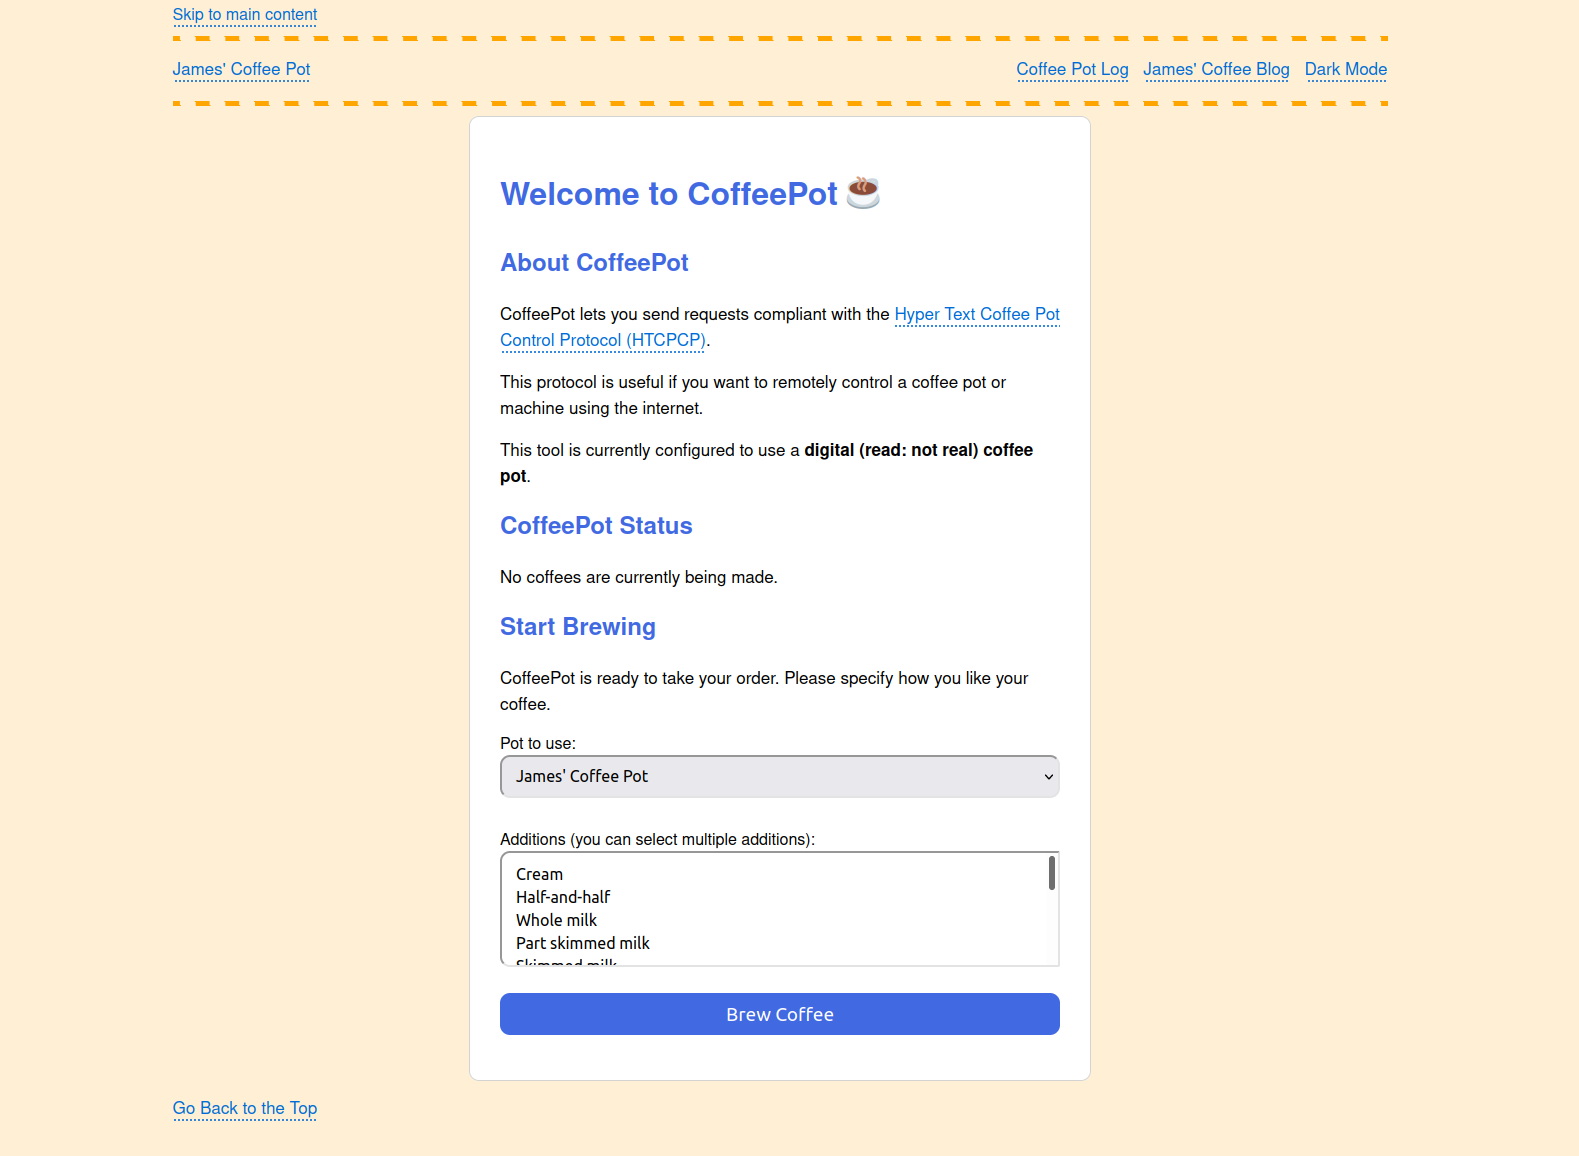 Skip to main content
James' Coffee Pot
Coffee Pot Log James' Coffee Blog Dark Mode
Welcome to CoffeePot
About CoffeePot
CoffeePot lets you send requests compliant with the Hyper Text Coffee Pot
Control Protocol (HTCPCP).
This protocol is useful if you want to remotely control a coffee pot or
machine using the internet.
This tool is currently configured to use a digital (read: not real) coffee
pot.
CoffeePot Status
No coffees are currently being made.
Start Brewing
CoffeePot is ready to take your order. Please specify how you like your
coffee.
Pot to use:
James' Coffee Pot
Additions (you can select multiple additions):
Cream
Half-and-half
Whole milk
Part skimmed milk
Skimmed milk
Brew Coffee
Go Back to the Top